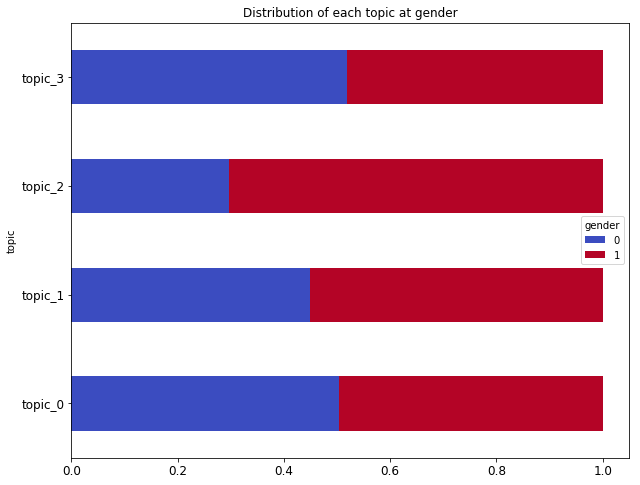 Distribution of each topic at gender
topic_3
topic_2
topic_1
topic_0
topic
gender
0
1
0.0 0.2 0.4 0.6 0.8 1.0